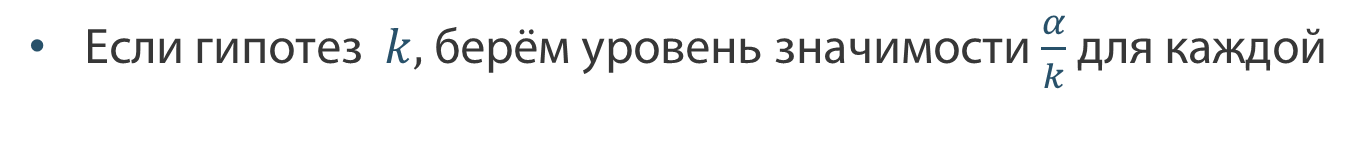 • Если гипотез k, берём уровень значимости α/k для каждой